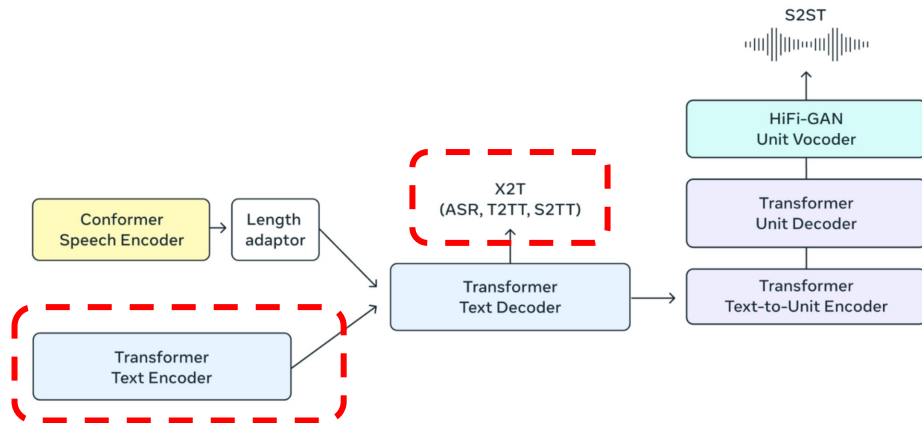 S2ST
HiFi-GAN
Unit Vocoder
X2T
(ASR, T2TT, S2TT)
Transformer
Unit Decoder
Conformer
Speech Encoder
Length
adaptor
Transformer
Text Decoder
Transformer
Text-to-Unit Encoder
Transformer
Text Encoder